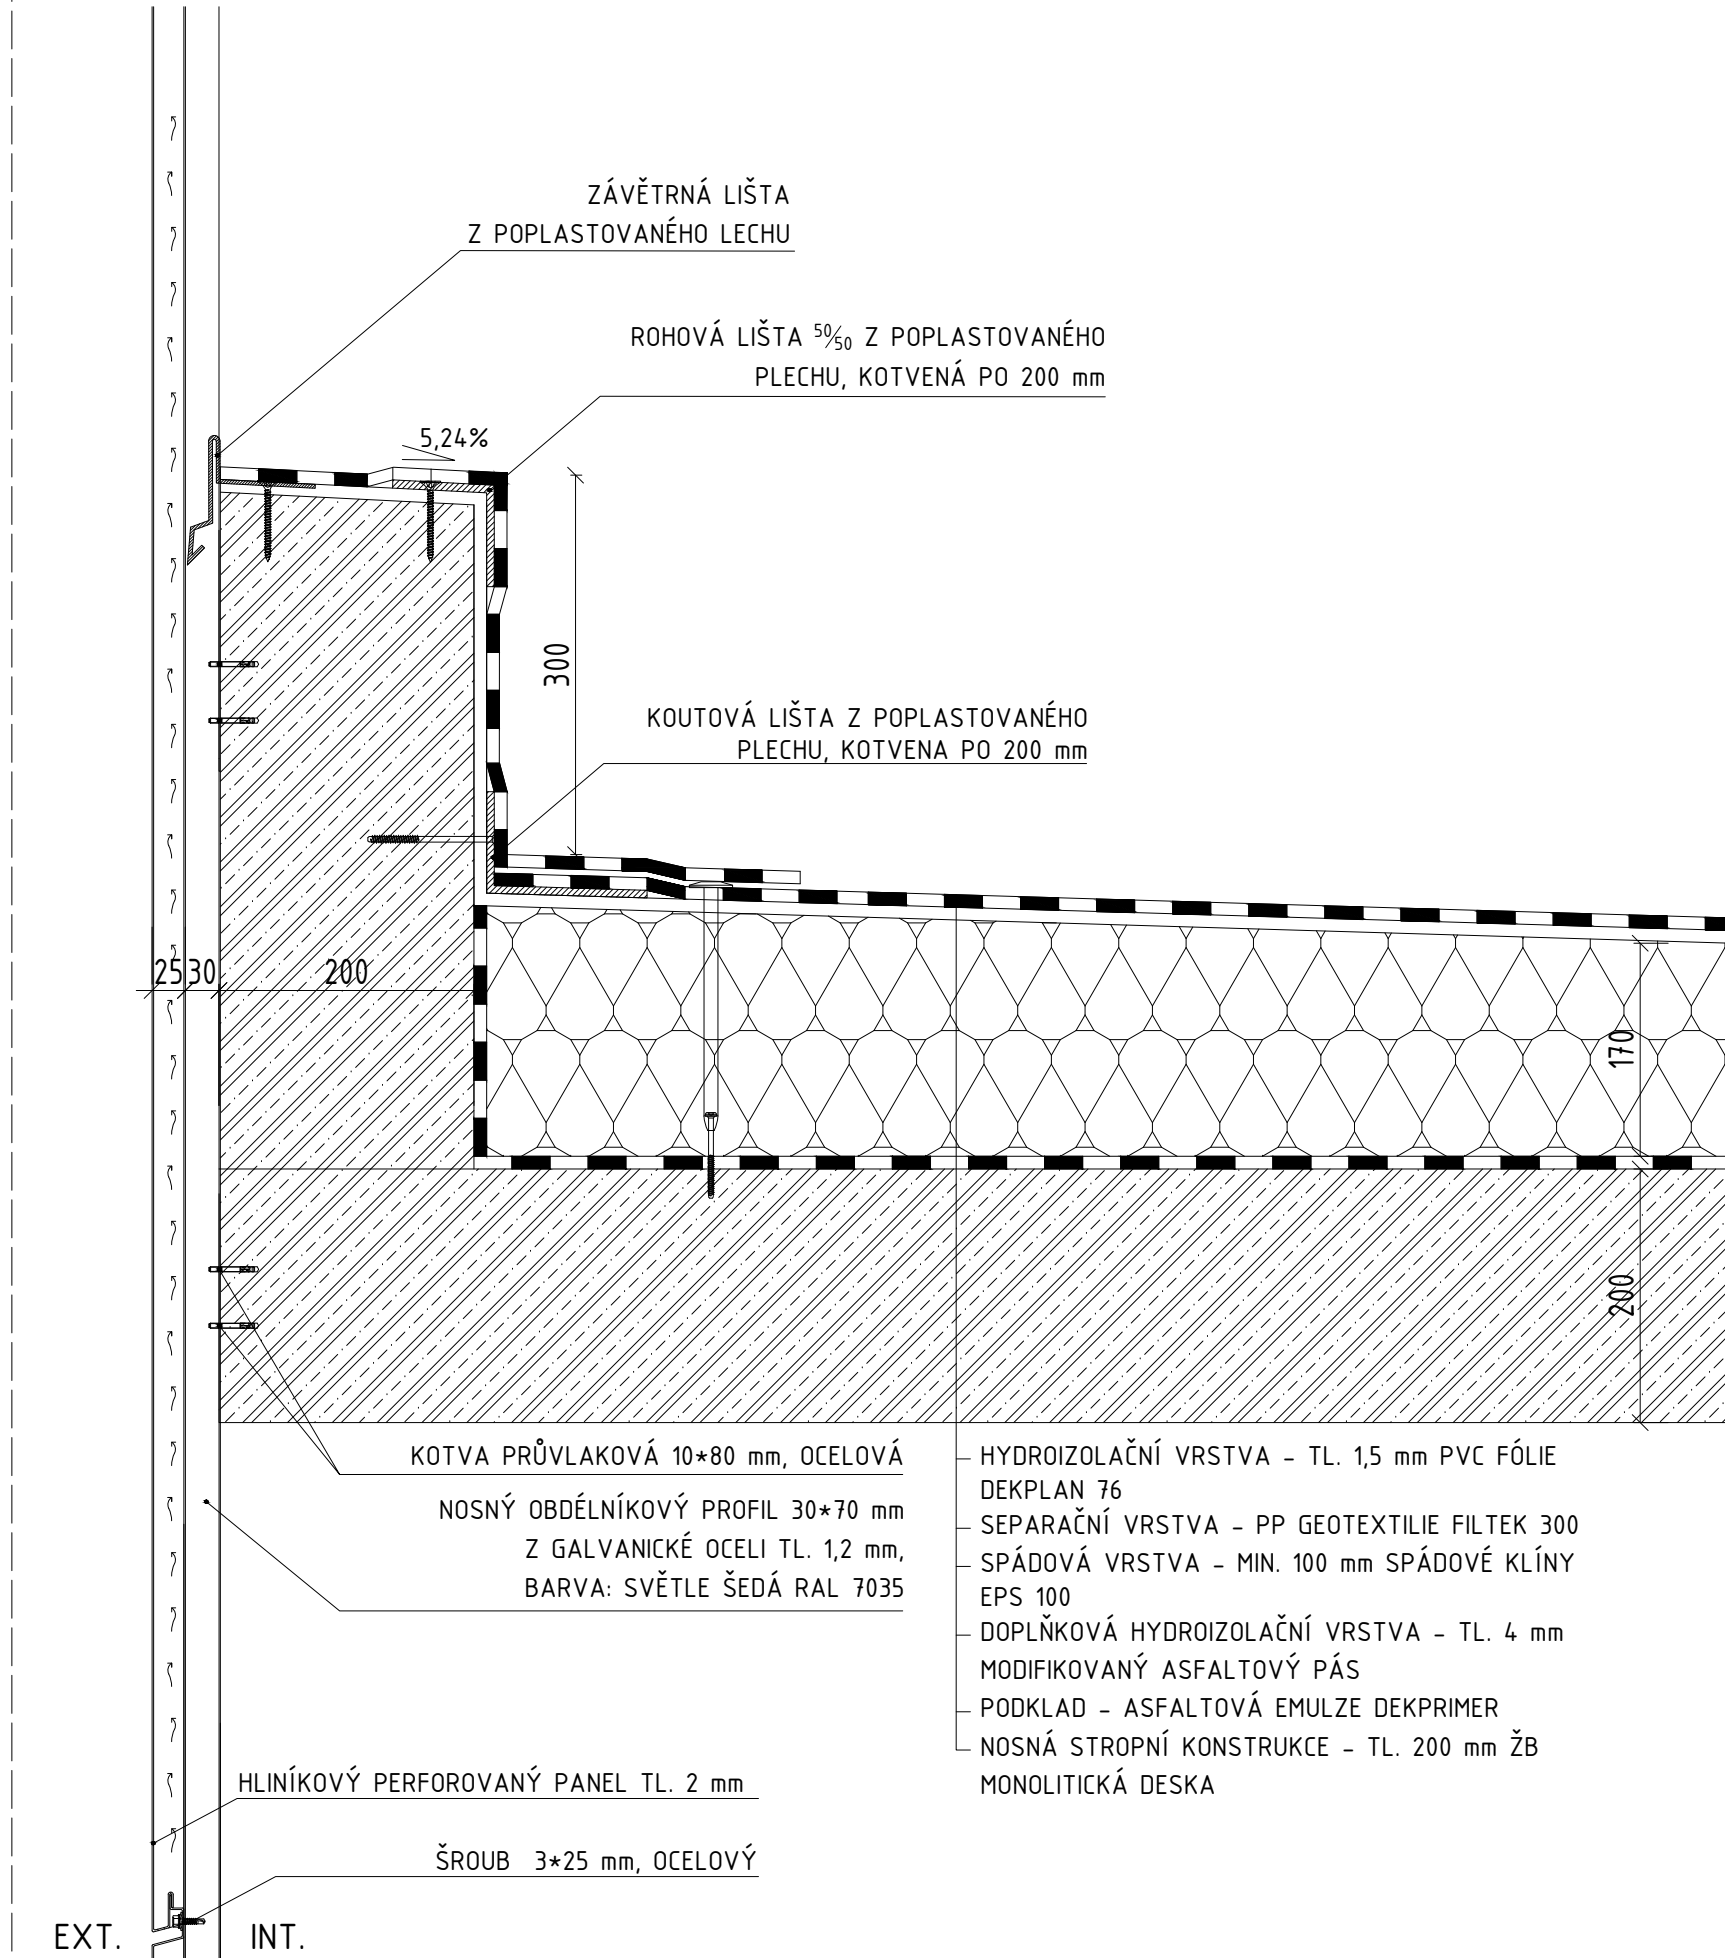 ZÁVĚTRNÁ LIŠTA
Z POPLASTOVANÉHO LECHU
ROHOVÁ LIŠTA 50/50 Z POPLASTOVANÉHO
PLECHU, KOTVENÁ PO 200 mm
5,24%
300
KOUTOVÁ LIŠTA Z POPLASTOVANÉHO
PLECHU, KOTVENA PO 200 mm
25 30 200
170
200
KOTVA PRŮVLAKOVÁ 10*80 mm, OCELOVÁ
NOSNÝ OBDÉLNÍKOVÝ PROFIL 30*70 mm
Z GALVANICKÉ OCELI TL. 1,2 mm,
BARVA: SVĚTLE ŠEDÁ RAL 7035
HYDROIZOLAČNÍ VRSTVA - TL. 1,5 mm PVC FÓLIE
DEKPLAN 76
SEPARAČNÍ VRSTVA - PP GEOTEXTILIE FILTEK 300
SPÁDOVÁ VRSTVA - MIN. 100 mm SPÁDOVÉ KLÍNY
EPS 100
DOPLŇKOVÁ HYDROIZOLAČNÍ VRSTVA - TL. 4 mm
MODIFIKOVANÝ ASFALTOVÝ PÁS
PODKLAD - ASFALTOVÁ EMULZE DEKPRIMER
NOSNÁ STROPNÍ KONSTRUKCE - TL. 200 mm ŽB
MONOLITICKÁ DESKA
HLINÍKOVÝ PERFOROVANÝ PANEL TL. 2 mm
ŠROUB 3*25 mm, OCELOVÝ
EXT. INT.